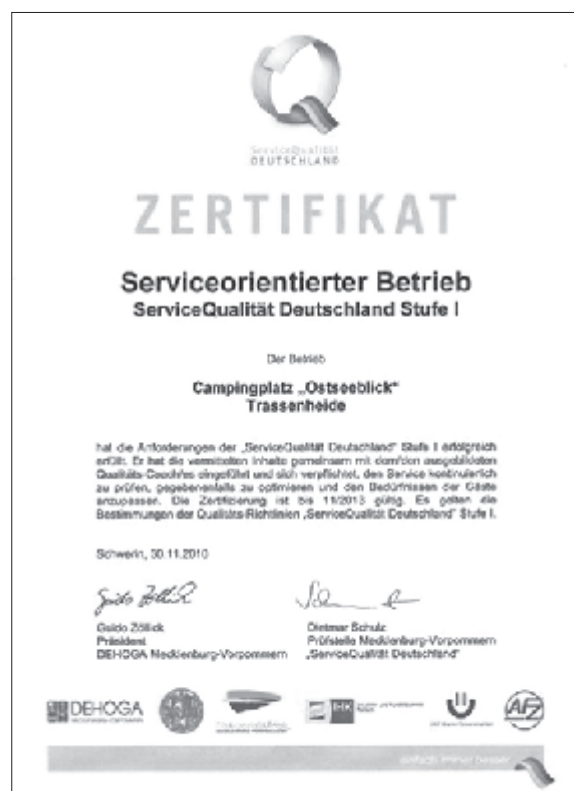 ServiceQualität
DEUTSCHLAND
ZERTIFIKAT
Serviceorientierter Betrieb
ServiceQualität Deutschland Stufe I
Der Betrieb
Campingplatz „Ostseeblick“
Trassenheide
hat die Anforderungen der „ServiceQualität Deutschland“ Stufe I erfolgreich
erfüllt. Er hat die vermittelten Inhalte gemeinsam mit dem/den ausgebildeten
Qualitäts-Coach/es eingeführt und sich verpflichtet, den Service kontinuierlich
zu prüfen, gegebenenfalls zu optimieren und den Bedürfnissen der Gäste
anzupassen. Die Zertifizierung ist bis 11/2013 gültig. Es gelten die
Bestimmungen der Qualitäts-Richtlinien „ServiceQualität Deutschland“ Stufe I.
Schwerin, 30.11.2010
Guido Zöllick
Präsident
DEHOGA Mecklenburg-Vorpommern
Dietmar Schulz
Prüfstelle Mecklenburg-Vorpommern
„ServiceQualität Deutschland“
DEHOGA
IHK
AFZ
einfach immer besser